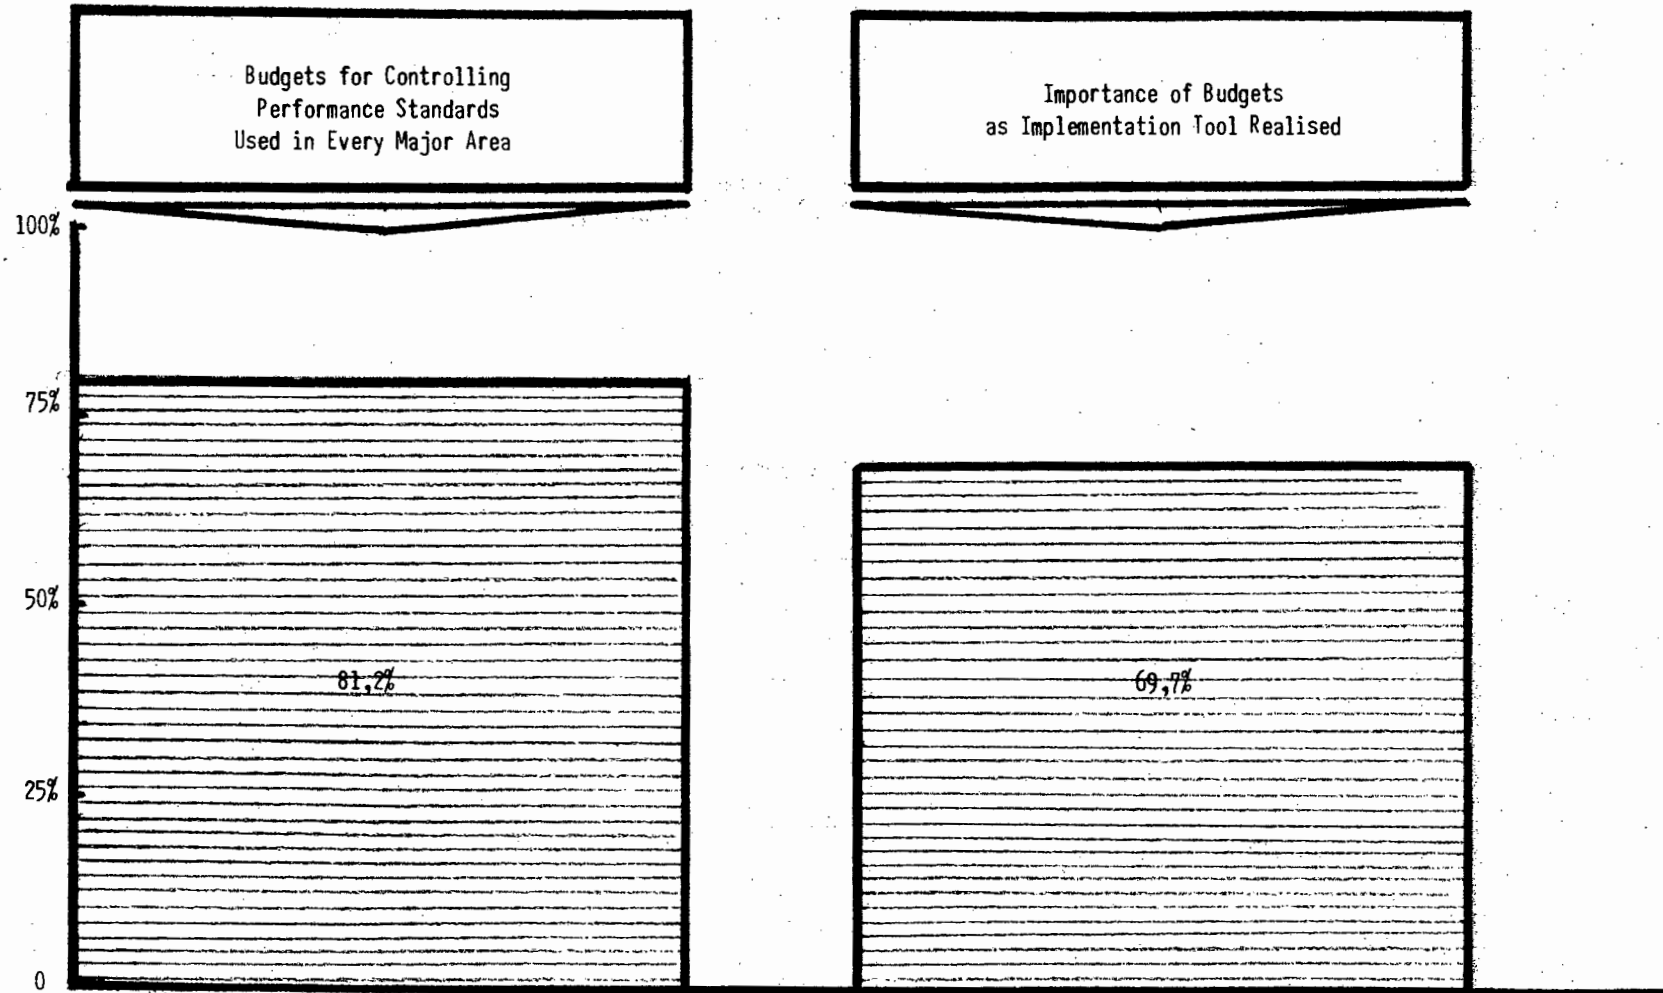 Budgets for Controlling
Performance Standards
Used in Every Major Area
Importance of Budgets
as Implementation Tool Realised
100%
75%
50%
81,2%
69,7%
25%
0